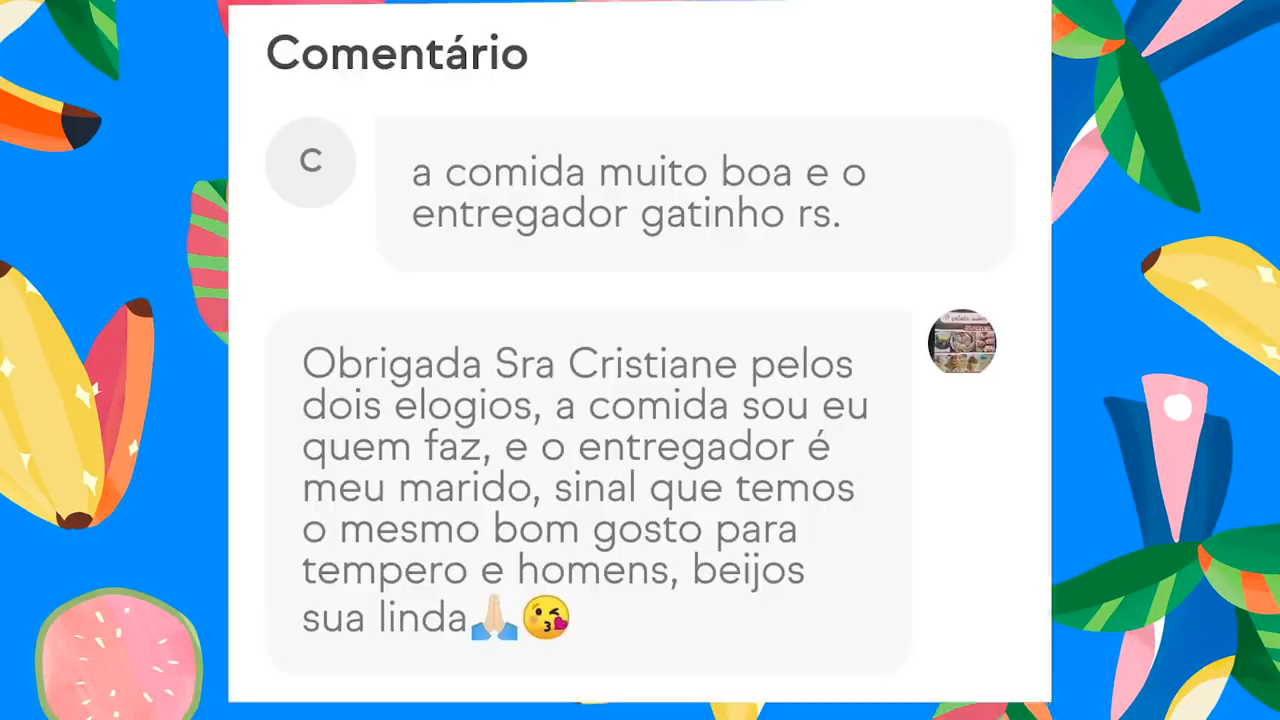 Comentário
C
a comida muito boa e o
entregador gatinho rs.
Obrigada Sra Cristiane pelos
dois elogios, a comida sou eu
quem faz, e o entregador é
meu marido, sinal que temos
o mesmo bom gosto para
tempero e homens, beijos
sua linda🙏🏻😘